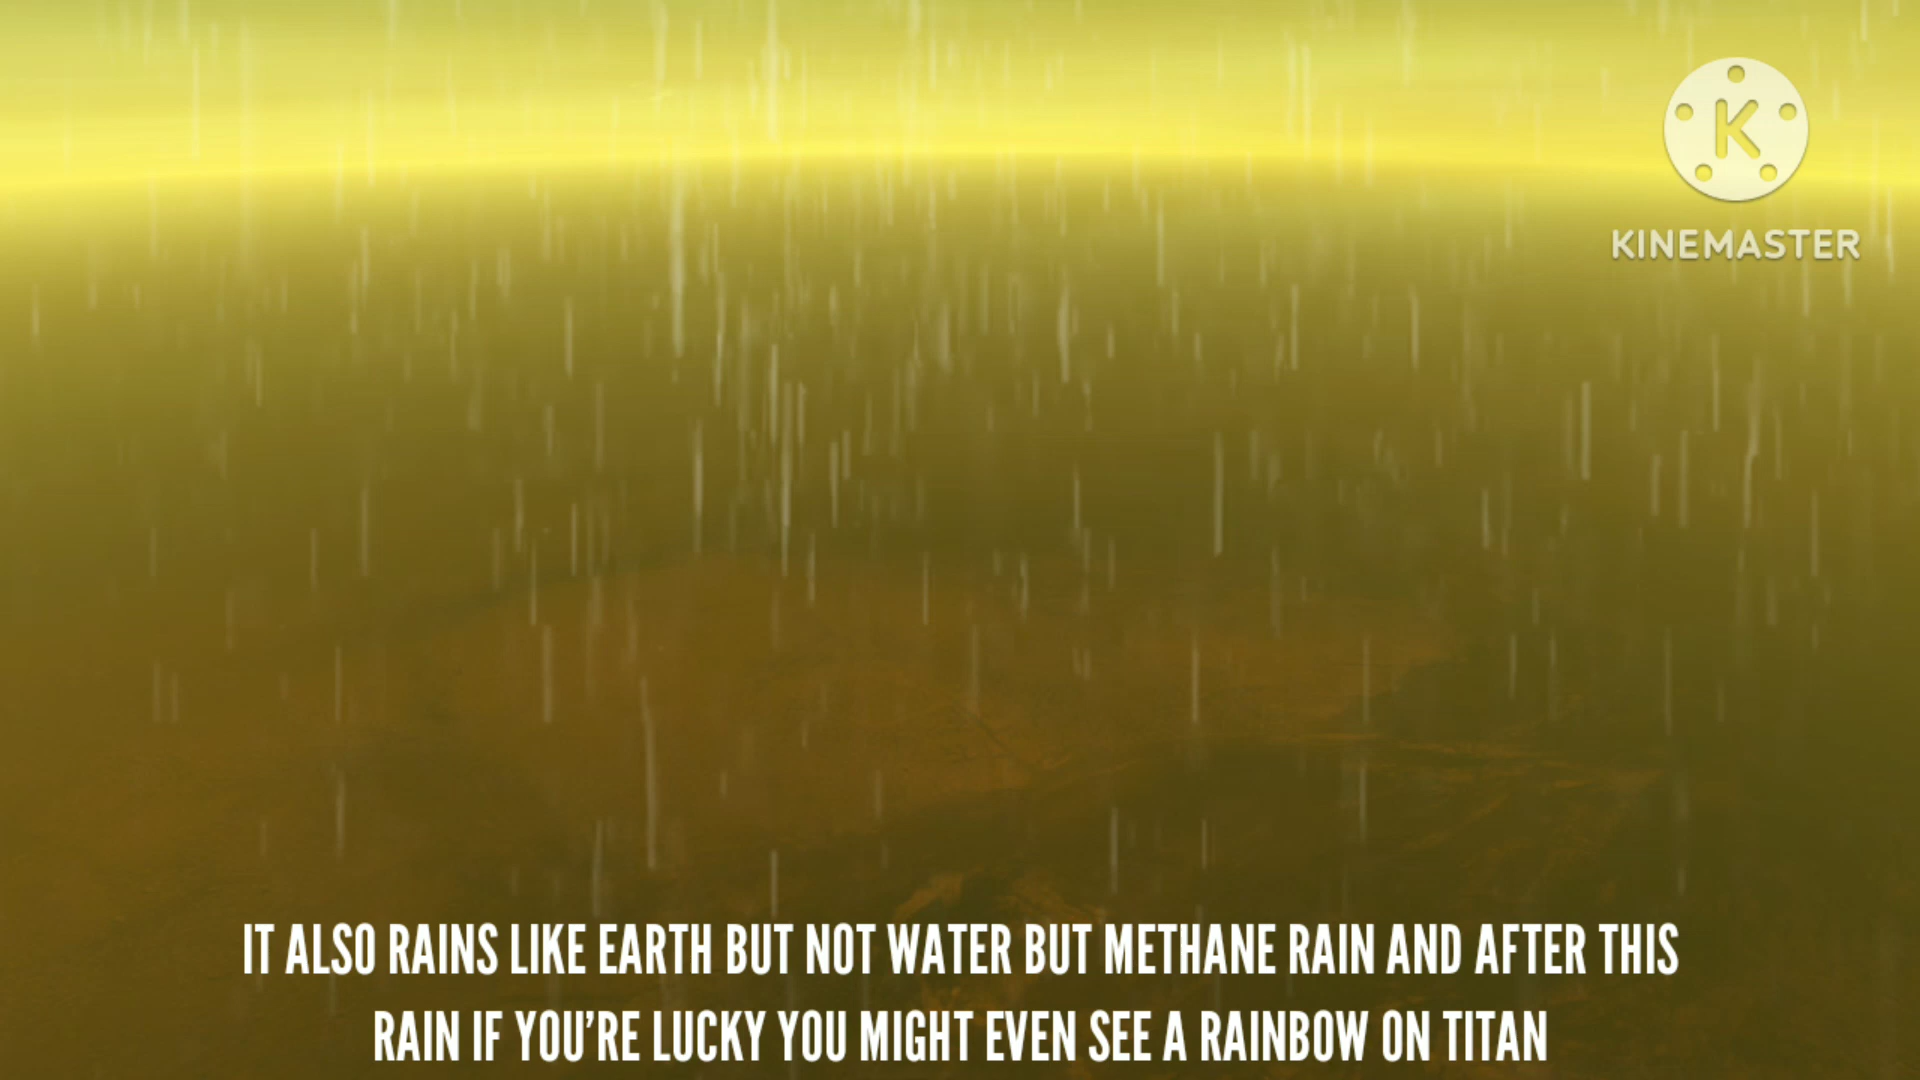 K
KINEMASTER
IT ALSO RAINS LIKE EARTH BUT NOT WATER BUT METHANE RAIN AND AFTER THIS
RAIN IF YOU'RE LUCKY YOU MIGHT EVEN SEE A RAINBOW ON TITAN